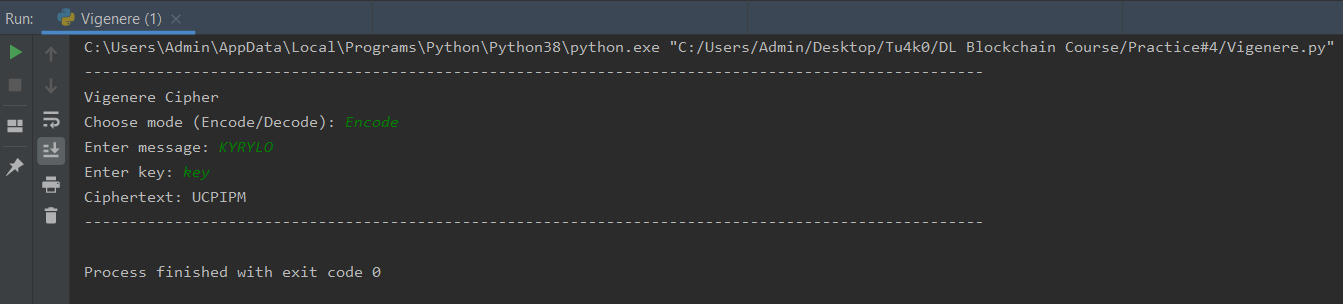 Run: Vigenere (1) ×
C:\Users\Admin\AppData\Local\Programs\Python\Python38\python.exe "C:/Users/Admin/Desktop/Tu4k0/DL Blockchain Course/Practice#4/Vigenere.py"
----------------------------------------------------------------------------------------------------
Vigenere Cipher
Choose mode (Encode/Decode): Encode
Enter message: KYRYLO
Enter key: key
Ciphertext: UCPIPM
----------------------------------------------------------------------------------------------------
Process finished with exit code 0